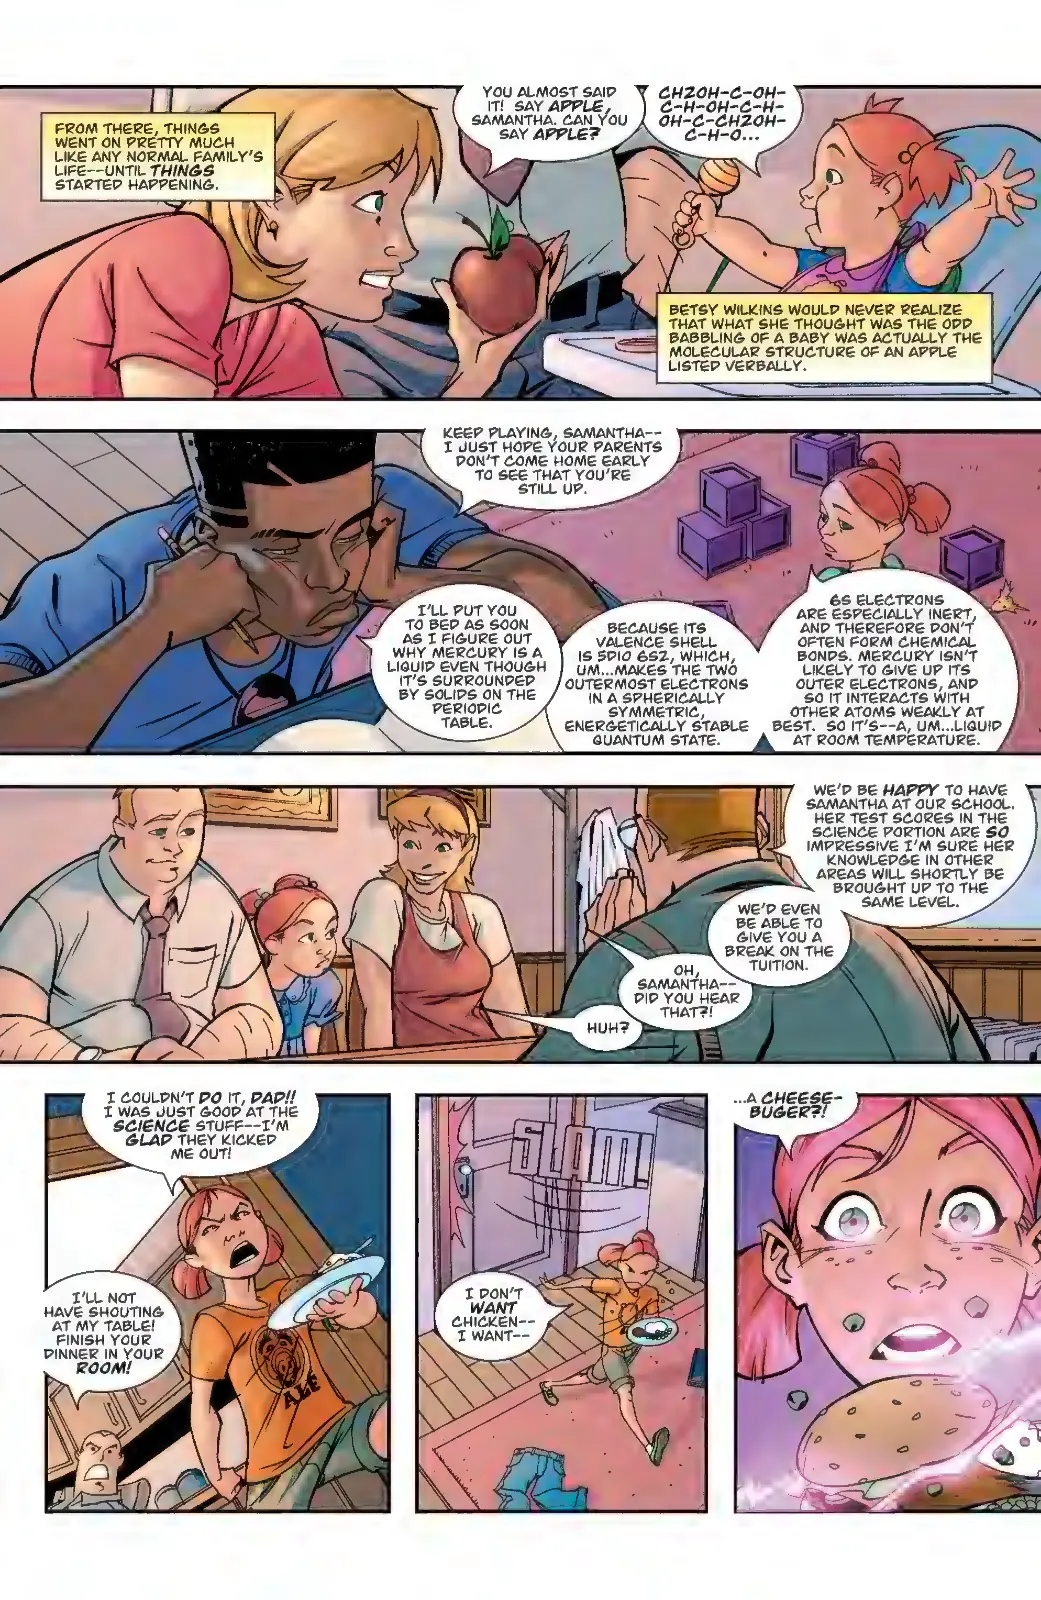 FROM THERE, THINGS
WENT ON PRETTY MUCH
LIKE ANY NORMAL FAMILY'S
LIFE--UNTIL THINGS
STARTED HAPPENING.
YOU ALMOST SAID
IT! SAY APPLE,
SAMANTHA. CAN YOU
SAY APPLE?
CH2OH-C-OH-
C-H-OH-C-H-
OH-C-CH2OH-
C-H-O...
BETSY WILKINS WOULD NEVER REALIZE
THAT WHAT SHE THOUGHT WAS THE ODD
BABBLING OF A BABY WAS ACTUALLY THE
MOLECULAR STRUCTURE OF AN APPLE
LISTED VERBALLY.
KEEP PLAYING, SAMANTHA--
I JUST HOPE YOUR PARENTS
DON'T COME HOME EARLY
TO SEE THAT YOU'RE
STILL UP.
I'LL PUT YOU
TO BED AS SOON
AS I FIGURE OUT
WHY MERCURY IS A
LIQUID EVEN THOUGH
IT'S SURROUNDED
BY SOLIDS ON THE
PERIODIC
TABLE.
BECAUSE ITS
VALENCE SHELL
IS 5D10 6S2, WHICH,
UM...MAKES THE TWO
OUTERMOST ELECTRONS
IN A SPHERICALLY
SYMMETRIC,
ENERGETICALLY STABLE
QUANTUM STATE.
6S ELECTRONS
ARE ESPECIALLY INERT,
AND THEREFORE DON'T
OFTEN FORM CHEMICAL
BONDS. MERCURY ISN'T
LIKELY TO GIVE UP ITS
OUTER ELECTRONS, AND
SO IT INTERACTS WITH
OTHER ATOMS WEAKLY AT
BEST. SO IT'S--A, UM...LIQUID
AT ROOM TEMPERATURE.
WE'D BE HAPPY TO HAVE
SAMANTHA AT OUR SCHOOL.
HER TEST SCORES IN THE
SCIENCE PORTION ARE SO
IMPRESSIVE I'M SURE HER
KNOWLEDGE IN OTHER
AREAS WILL SHORTLY BE
BROUGHT UP TO THE
SAME LEVEL.
WE'D EVEN
BE ABLE TO
GIVE YOU A
BREAK ON THE
TUITION.
OH,
SAMANTHA--
DID YOU HEAR
THAT?!
HUH?
I COULDN'T DO IT, DAD!!
I WAS JUST GOOD AT THE
SCIENCE STUFF--I'M
GLAD THEY KICKED
ME OUT!
I'LL NOT
HAVE SHOUTING
AT MY TABLE!
FINISH YOUR
DINNER IN YOUR
ROOM!
ALE
SLAM!
I DON'T
WANT
CHICKEN--
I WANT--
...A CHEESE-
BUGER?!